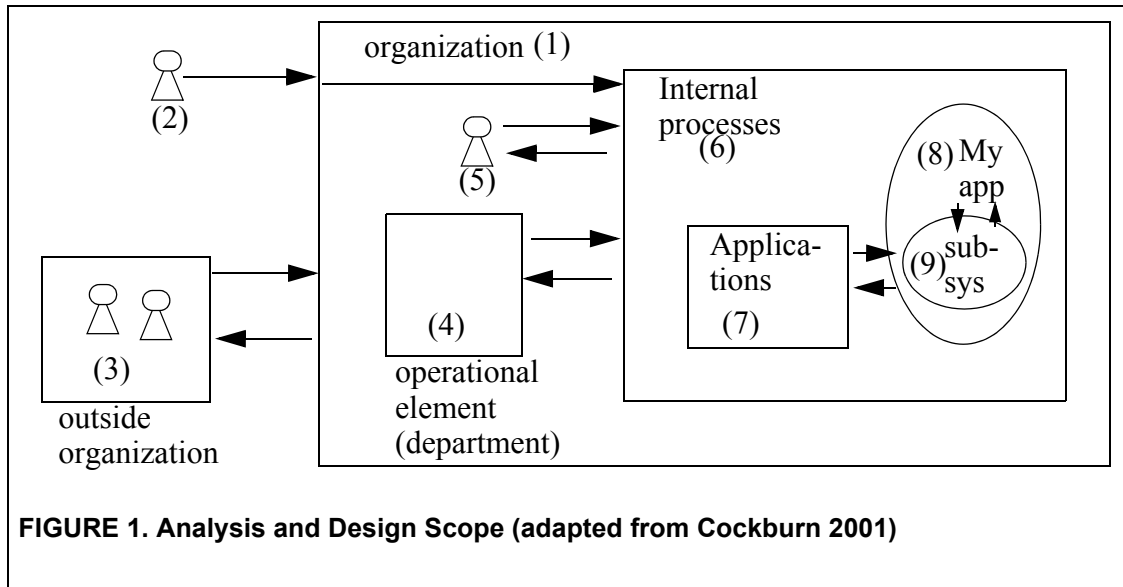 organization (1)
(2)
Internal
processes
(6)
(5)
(8) My
app
(9) sub-
sys
Applica-
tions
(7)
(4)
operational
element
(department)
(3)
outside
organization
FIGURE 1. Analysis and Design Scope (adapted from Cockburn 2001)